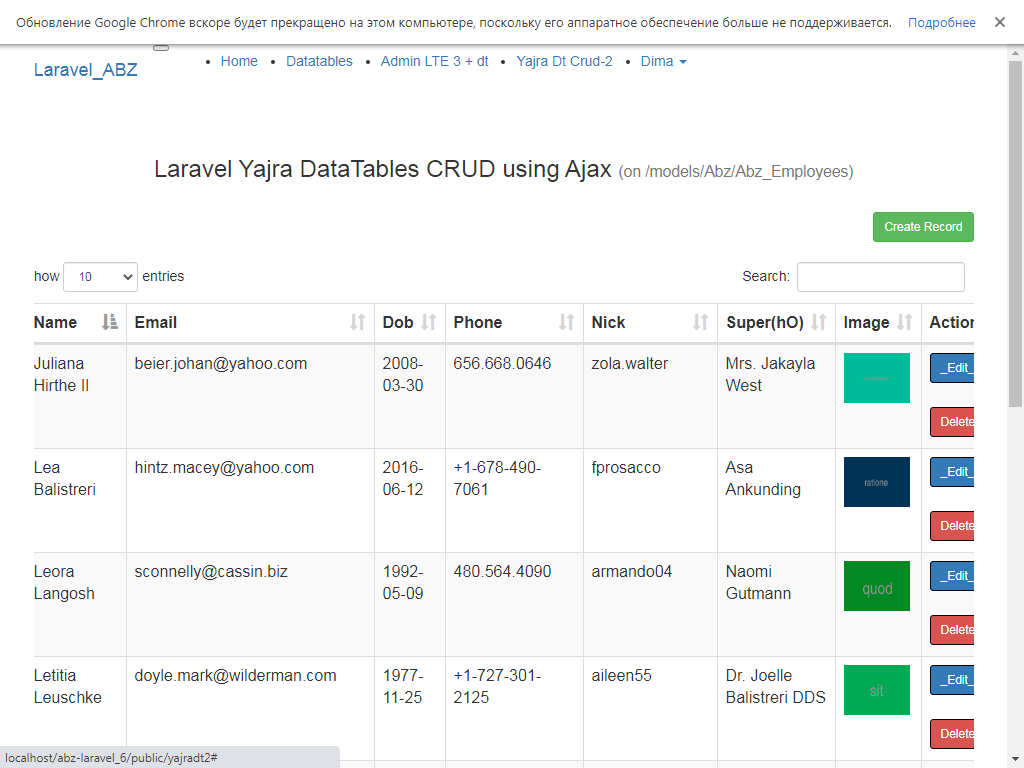 Обновление Google Chrome вскоре будет прекращено на этом компьютере, поскольку его аппаратное обеспечение больше не поддерживается. Подробнее
Laravel_ABZ
Home Datatables Admin LTE 3 + dt Yajra Dt Crud-2 Dima
Laravel Yajra DataTables CRUD using Ajax (on /models/Abz/Abz_Employees)
Create Record
how 10 entries Search:
Name Email Dob Phone Nick Super(hO) Image Action
Juliana beier.johan@yahoo.com 2008- 656.668.0646 zola.walter Mrs. Jakayla _Edit_
Hirthe II 03-30 West
Delete
Lea hintz.macey@yahoo.com 2016- +1-678-490- fprosacco Asa ratione _Edit_
Balistreri 06-12 7061 Ankunding
Delete
Leora sconnelly@cassin.biz 1992- 480.564.4090 armando04 Naomi quod _Edit_
Langosh 05-09 Gutmann
Delete
Letitia doyle.mark@wilderman.com 1977- +1-727-301- aileen55 Dr. Joelle sit _Edit_
Leuschke 11-25 2125 Balistreri DDS
Delete
localhost/abz-laravel_6/public/yajradt2#